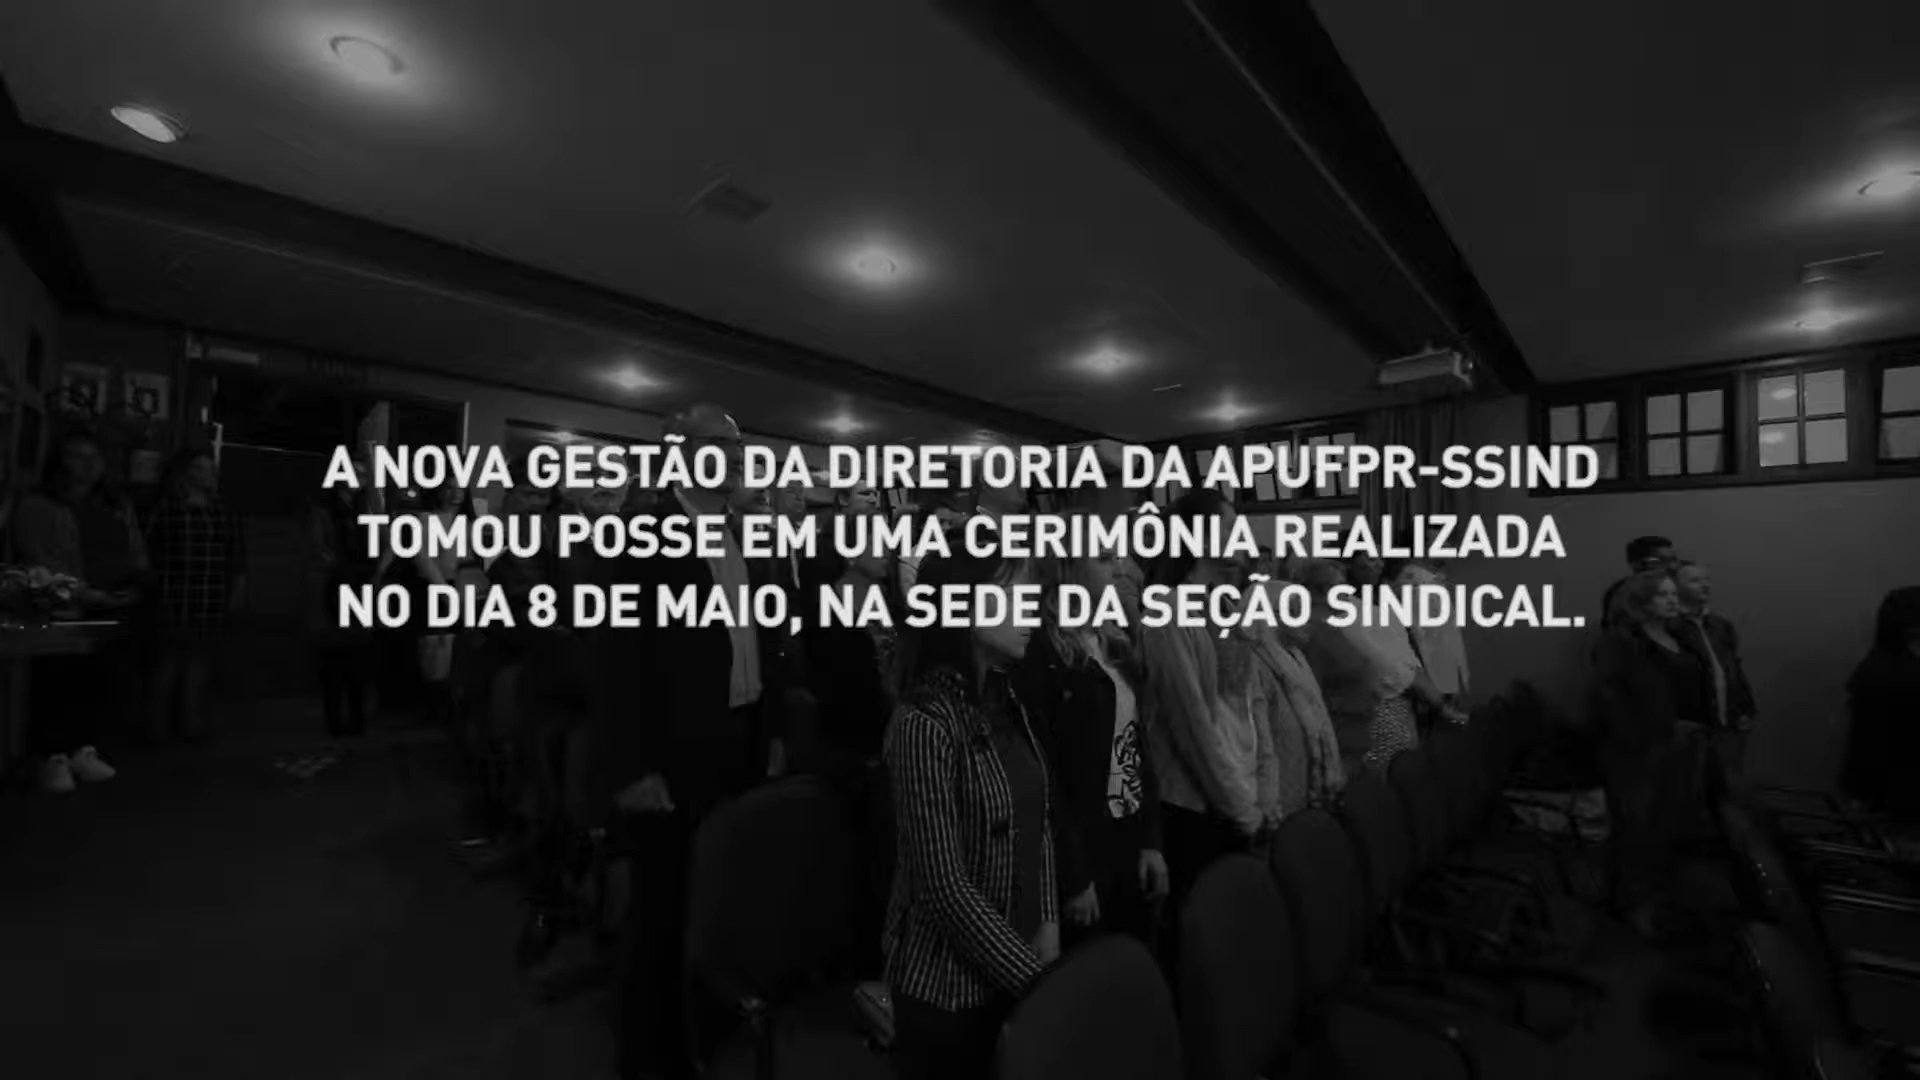 A NOVA GESTÃO DA DIRETORIA DA APUFPR-SSIND
TOMOU POSSE EM UMA CERIMÔNIA REALIZADA
NO DIA 8 DE MAIO, NA SEDE DA SEÇÃO SINDICAL.